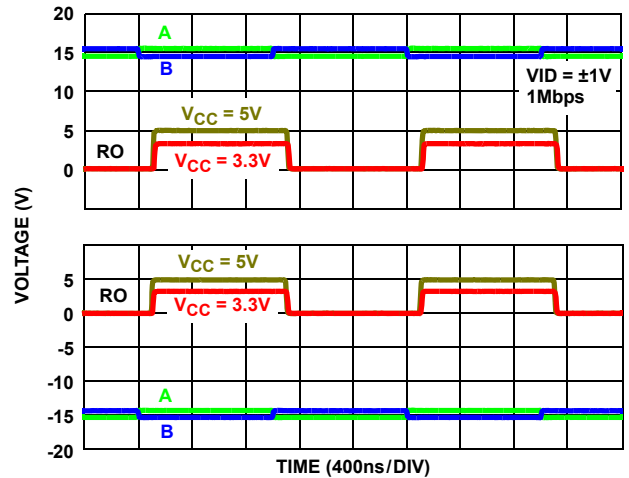 20
A
15
B
VID = ±1V
1Mbps
10
VCC = 5V
5
RO
VCC = 3.3V
0
VOLTAGE (V)
VCC = 5V
5
RO
VCC = 3.3V
0
-5
-10
A
-15
B
-20
TIME (400ns/DIV)